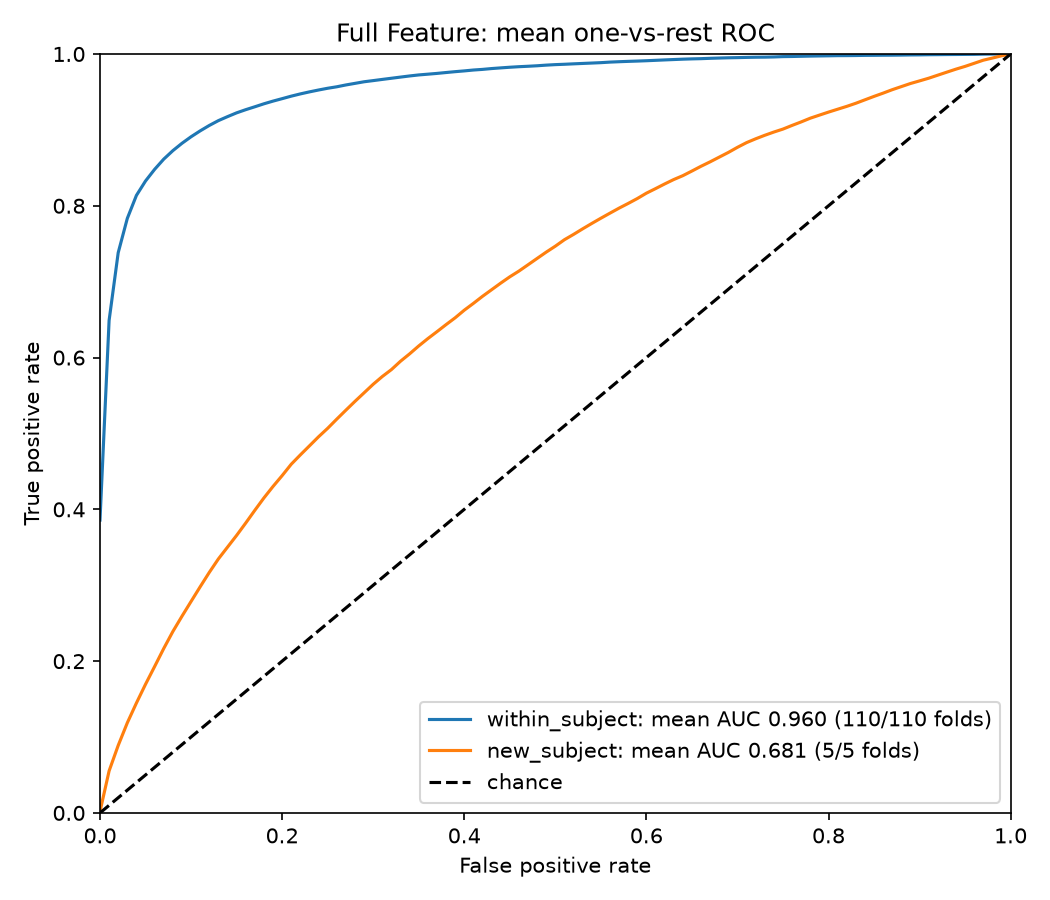 Full Feature: mean one-vs-rest ROC
1.0
0.8
0.6
0.4
0.2
0.0
True positive rate
within_subject: mean AUC 0.960 (110/110 folds)
new_subject: mean AUC 0.681 (5/5 folds)
chance
0.0 0.2 0.4 0.6 0.8 1.0
False positive rate